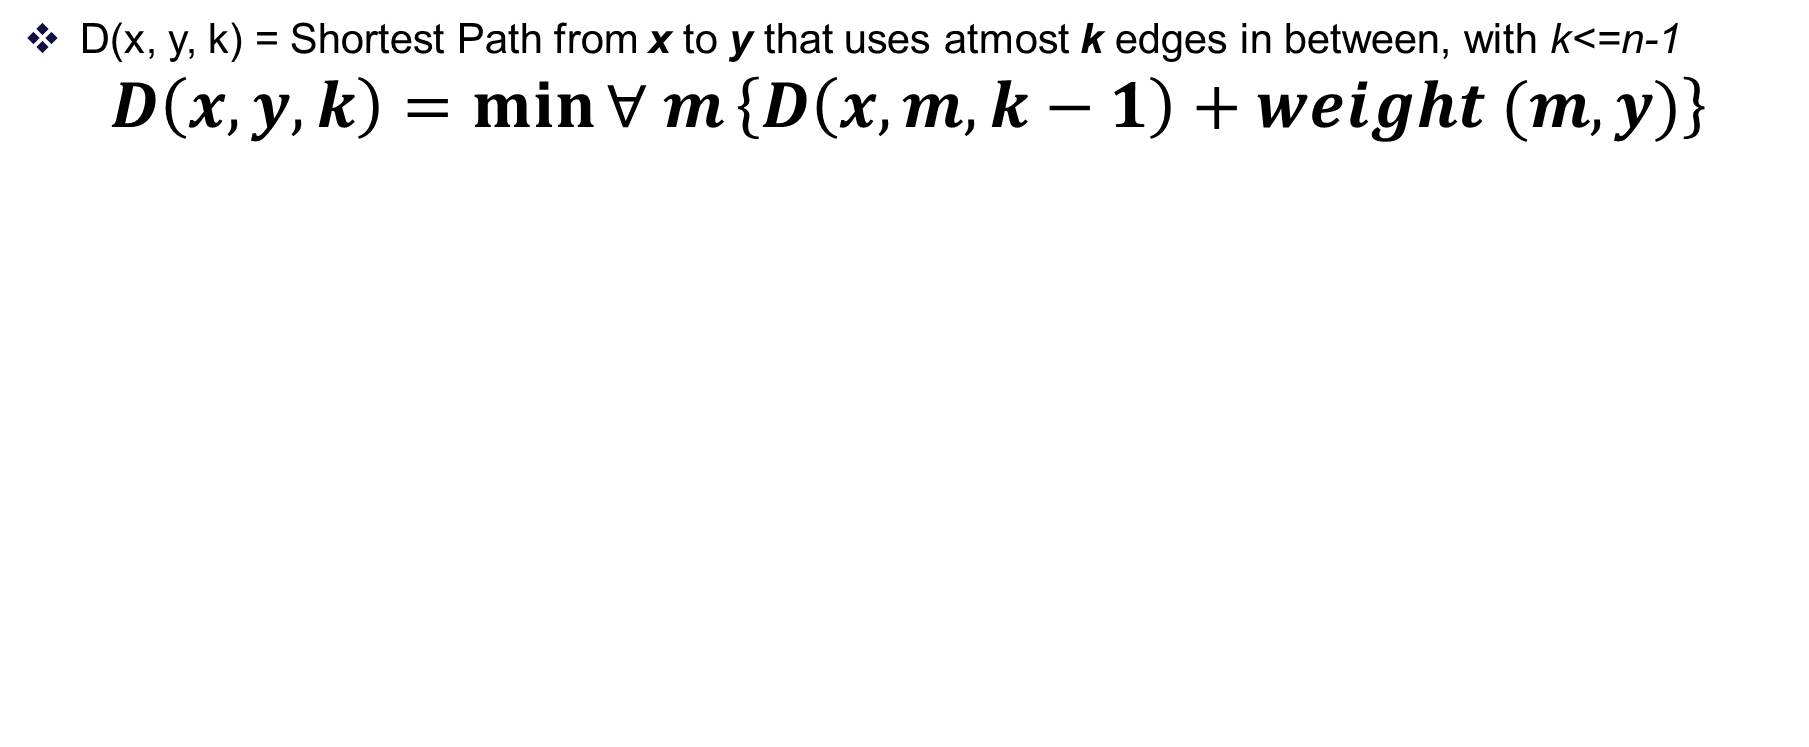 ❖ D(x, y, k) = Shortest Path from x to y that uses atmost k edges in between, with k<=n-1
D(x, y, k) = min ∀ m {D(x, m, k − 1) + weight (m, y)}